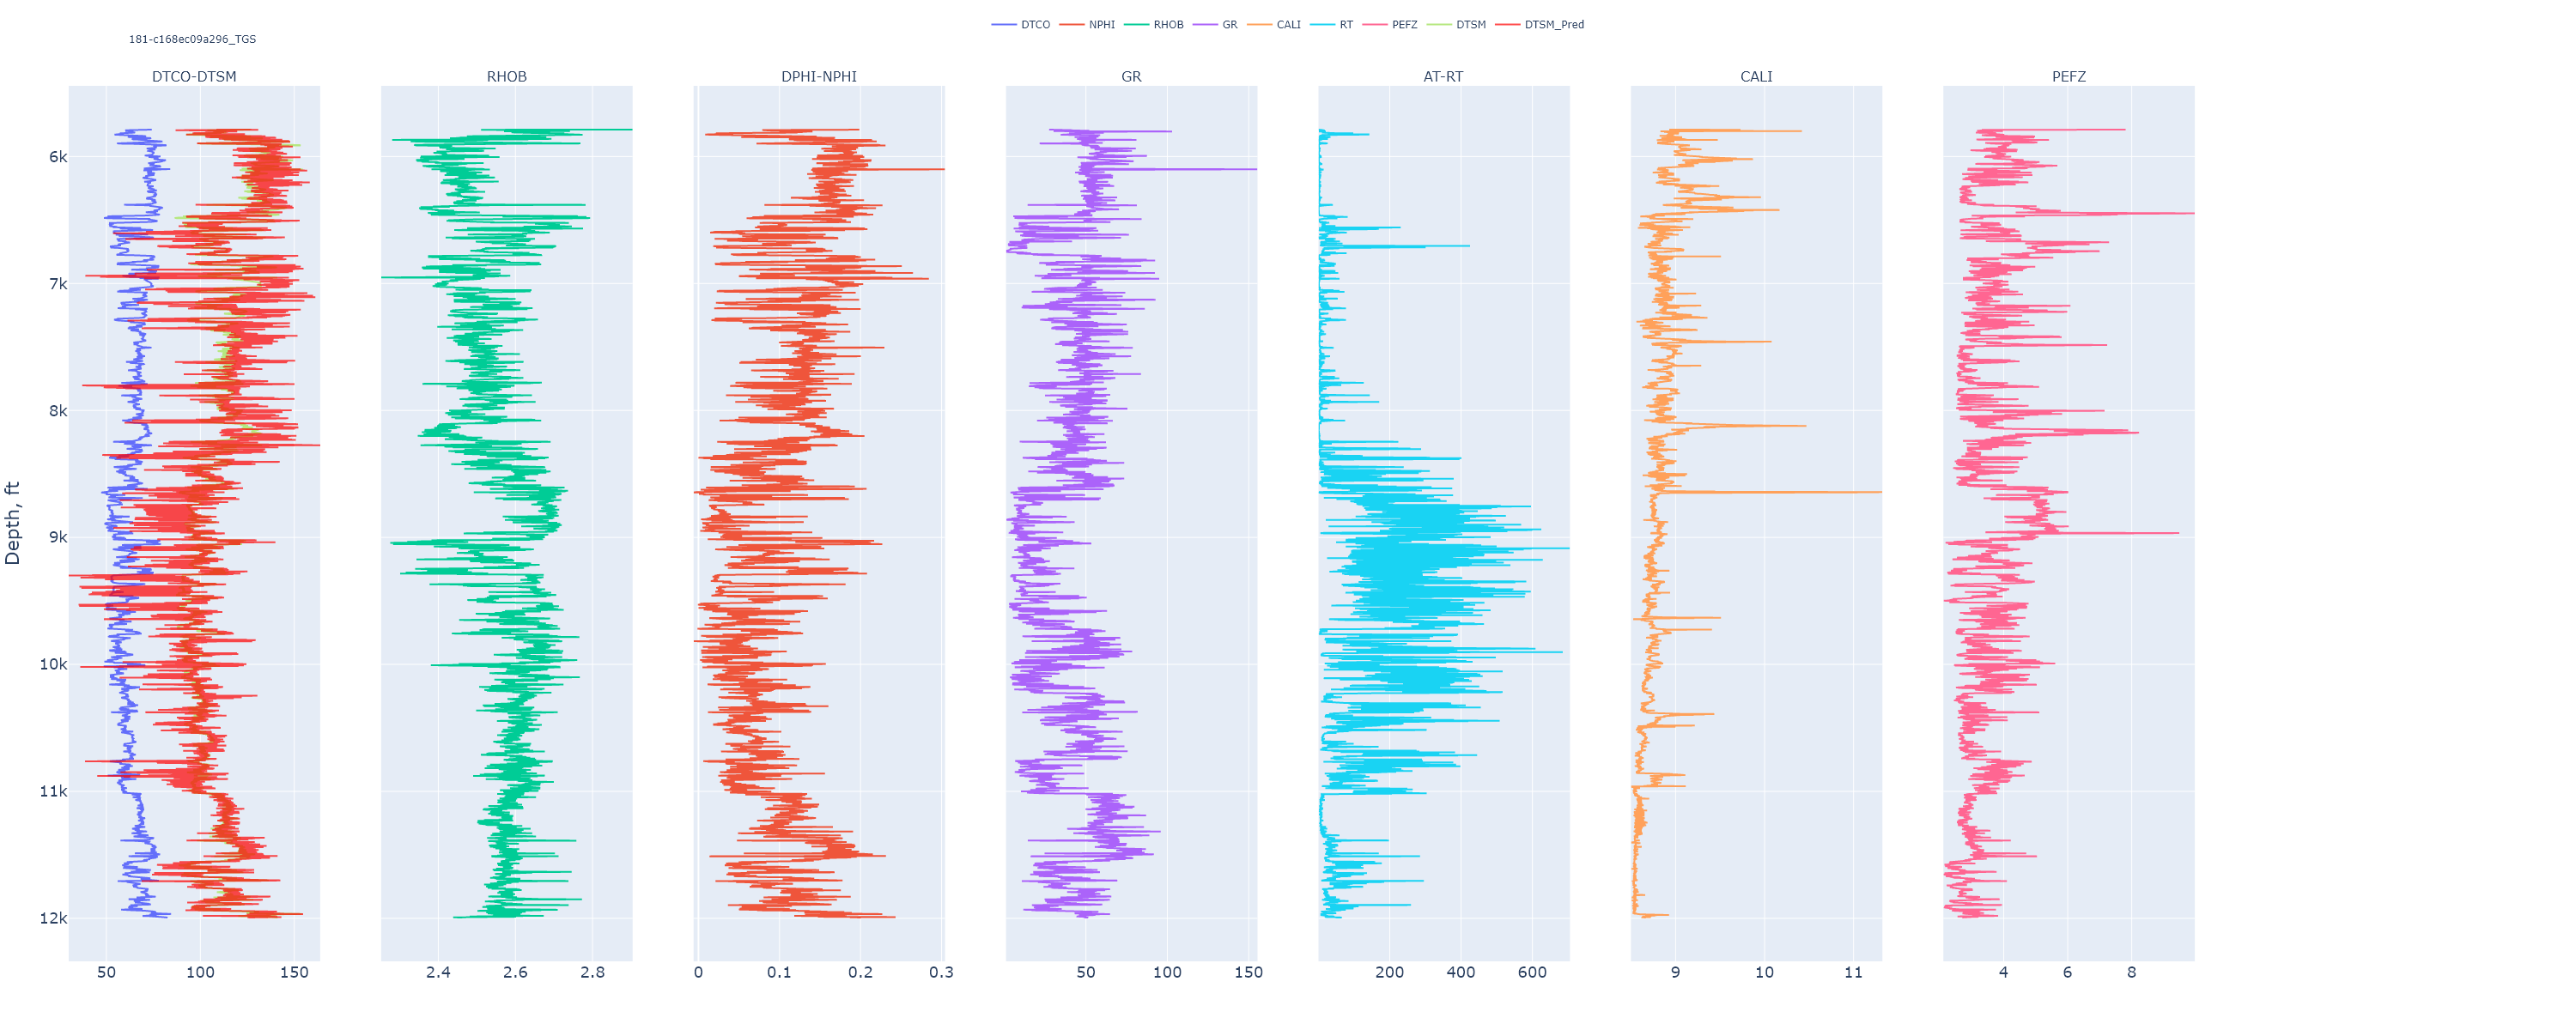 DTCO NPHI RHOB GR CALI RT PEFZ DTSM DTSM_Pred
181-c168ec09a296_TGS
DTCO-DTSM RHOB DPHI-NPHI GR AT-RT CALI PEFZ
6k
7k
8k
Depth, ft
9k
10k
11k
12k
50 100 150 2.4 2.6 2.8 0 0.1 0.2 0.3 50 100 150 200 400 600 9 10 11 4 6 8